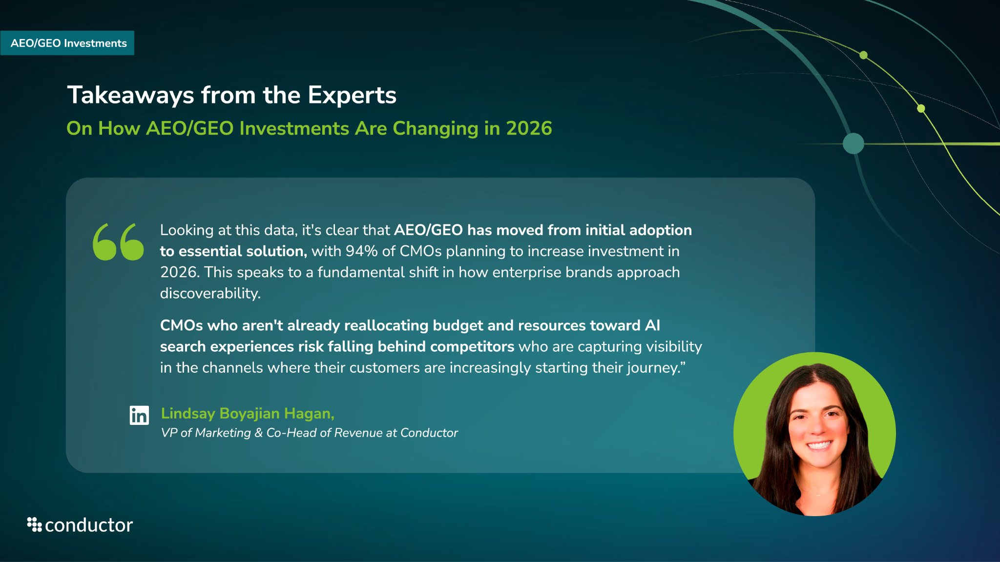 AEO/GEO Investments
Takeaways from the Experts
On How AEO/GEO Investments Are Changing in 2026
Looking at this data, it's clear that AEO/GEO has moved from initial adoption
to essential solution, with 94% of CMOs planning to increase investment in
2026. This speaks to a fundamental shift in how enterprise brands approach
discoverability.
CMOs who aren't already reallocating budget and resources toward AI
search experiences risk falling behind competitors who are capturing visibility
in the channels where their customers are increasingly starting their journey.”
in
Lindsay Boyajian Hagan,
VP of Marketing & Co-Head of Revenue at Conductor
conductor